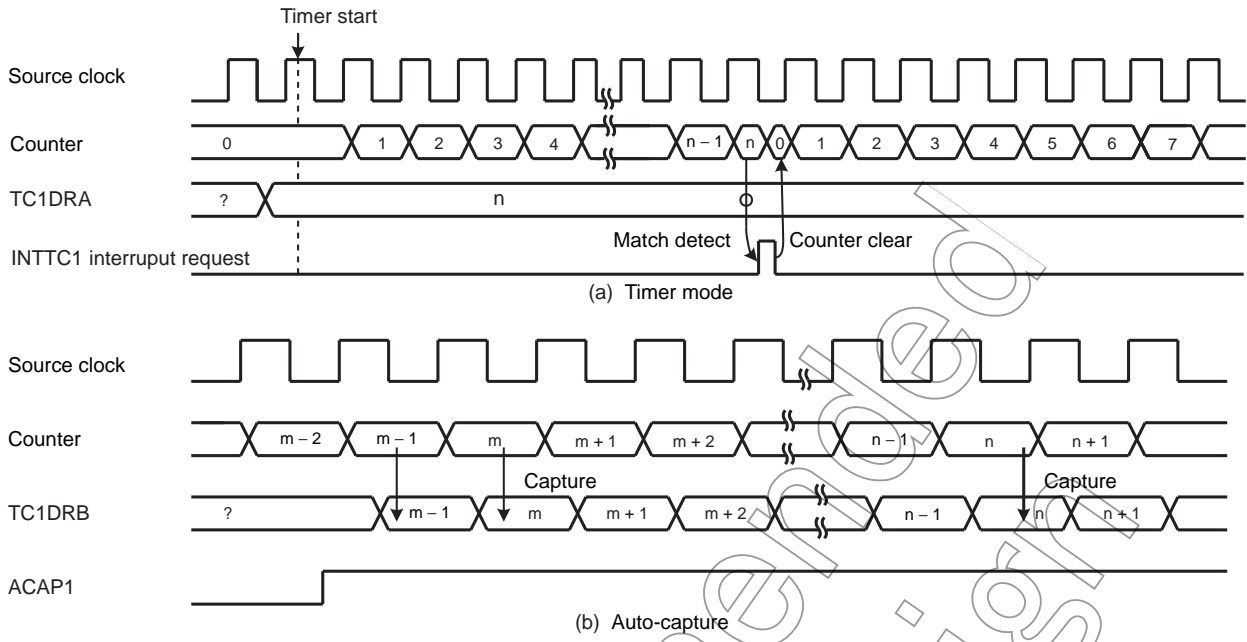 Timer start
Source clock
Counter 0 1 2 3 4 n – 1 n 0 1 2 3 4 5 6 7
TC1DRA ? n
Match detect Counter clear
INTTC1 interruput request
(a) Timer mode
Source clock
Counter m – 2 m – 1 m m + 1 m + 2 n – 1 n n + 1
Capture Capture
TC1DRB ? m – 1 m m + 1 m + 2 n – 1 n n + 1
ACAP1
(b) Auto-capture